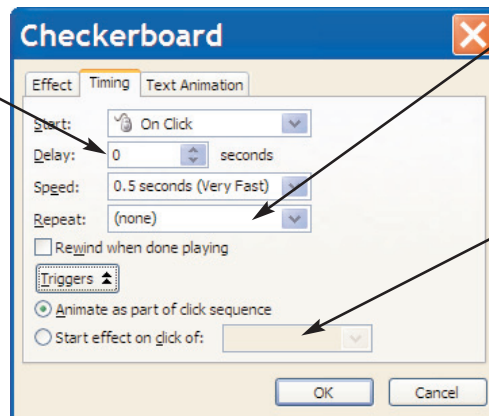 Checkerboard
Effect Timing Text Animation
Start: On Click
Delay: 0 seconds
Speed: 0.5 seconds (Very Fast)
Repeat: (none)
Rewind when done playing
Triggers
Animate as part of click sequence
Start effect on click of:
OK Cancel